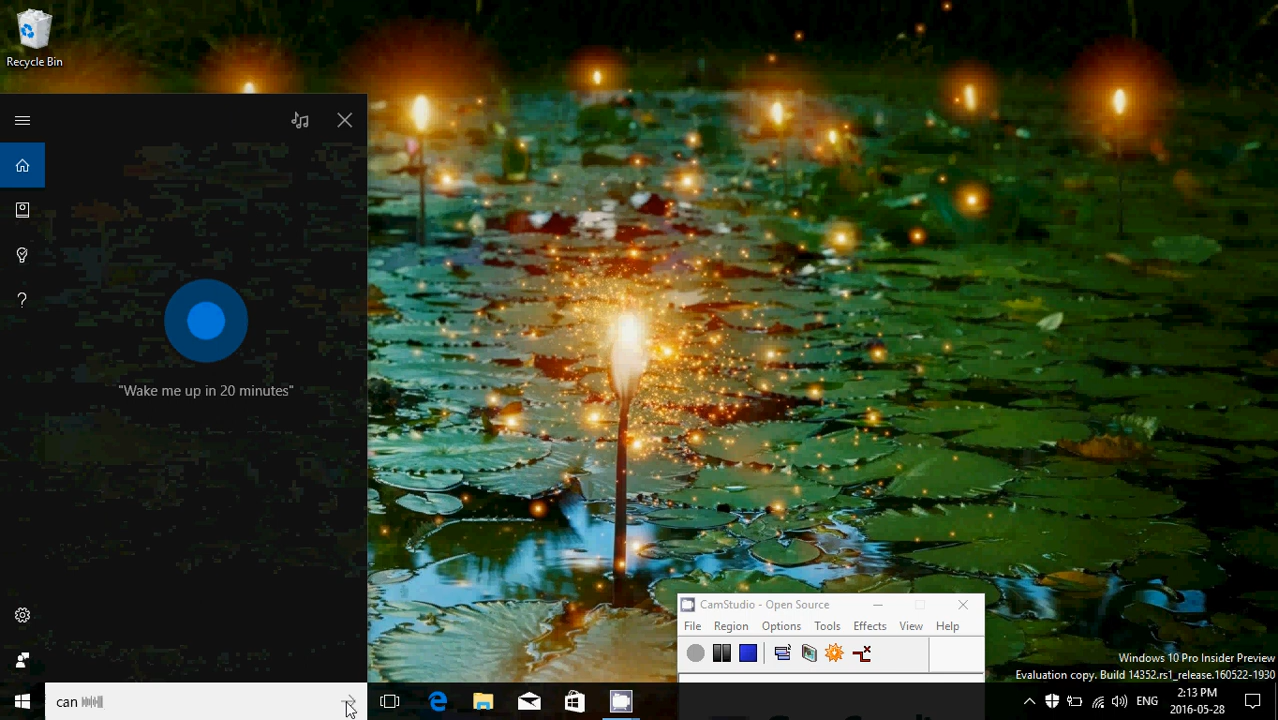 Recycle Bin
"Wake me up in 20 minutes"
CamStudio - Open Source
File Region Options Tools Effects View Help
Windows 10 Pro Insider Preview
Evaluation copy. Build 14352.rs1_release.160522-1930
can
ENG
2:13 PM
2016-05-28